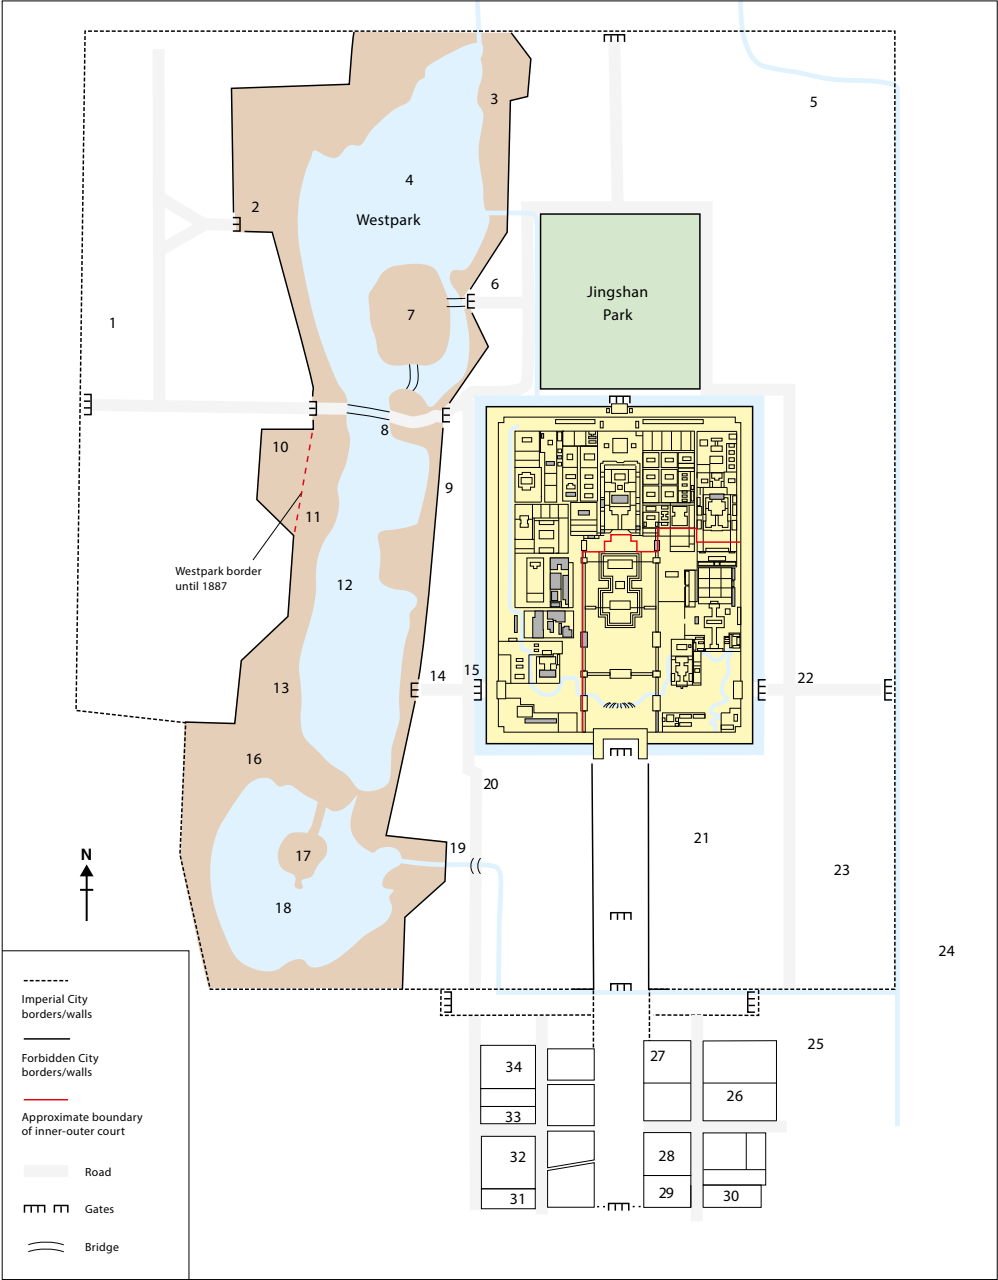 3
5
4
2
Westpark
6
Jingshan
Park
7
1
8
10
9
11
Westpark border
until 1887
12
15
14
22
13
16
20
21
19
17
23
N
18
24
Imperial City
borders/walls
25
Forbidden City
borders/walls
34
27
26
Approximate boundary
of inner-outer court
33
32
28
Road
29
30
31
Gates
Bridge